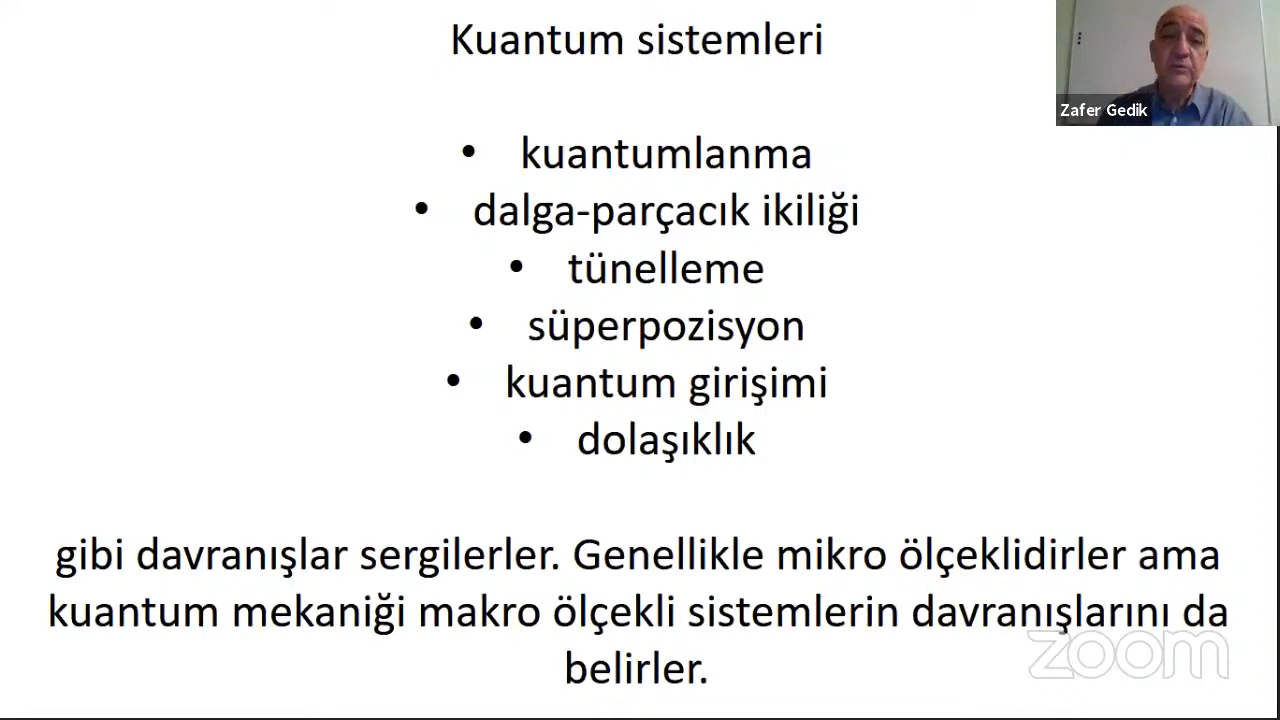 Kuantum sistemleri
Zafer Gedik
• kuantumlanma
• dalga-parçacık ikiliği
• tünelleme
• süperpozisyon
• kuantum girişimi
• dolaşıklık
gibi davranışlar sergilerler. Genellikle mikro ölçeklidirler ama
kuantum mekaniği makro ölçekli sistemlerin davranışlarını da
belirler.
zoom